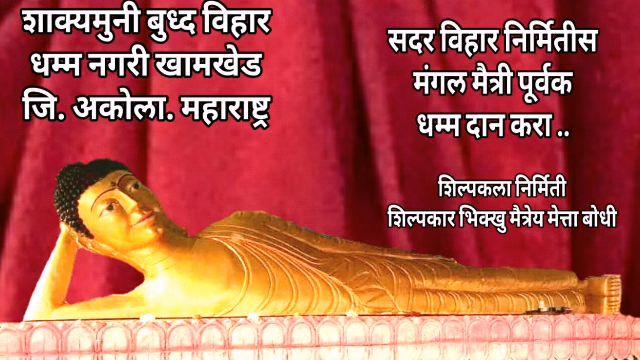 शाक्यमुनी बुध्द विहार
धम्म नगरी खामखेड
जि. अकोला. महाराष्ट्र
सदर विहार निर्मितीस
मंगल मैत्री पूर्वक
धम्म दान करा ..
शिल्पकला निर्मिती
शिल्पकार भिक्खु मैत्रेय मेत्ता बोधी